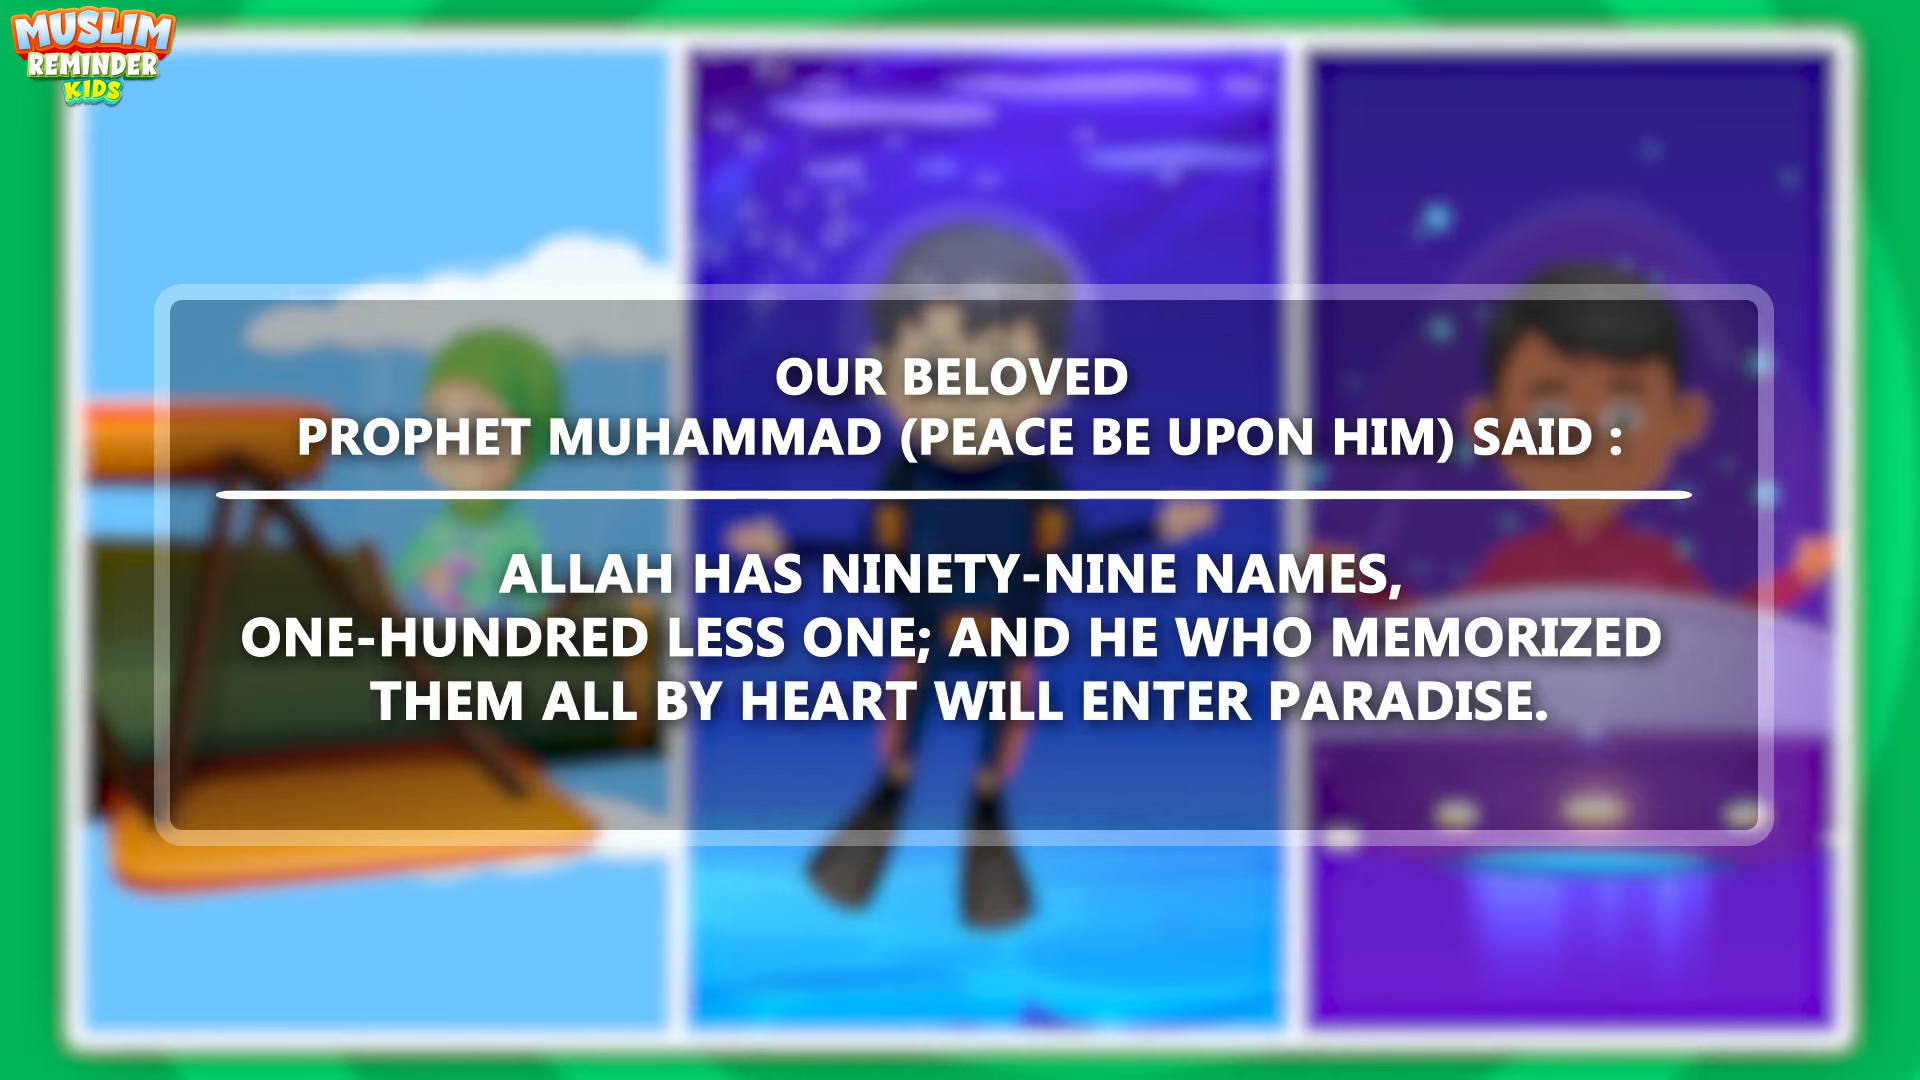 MUSLIM
REMINDER
KIDS
OUR BELOVED
PROPHET MUHAMMAD (PEACE BE UPON HIM) SAID :
ALLAH HAS NINETY-NINE NAMES,
ONE-HUNDRED LESS ONE; AND HE WHO MEMORIZED
THEM ALL BY HEART WILL ENTER PARADISE.